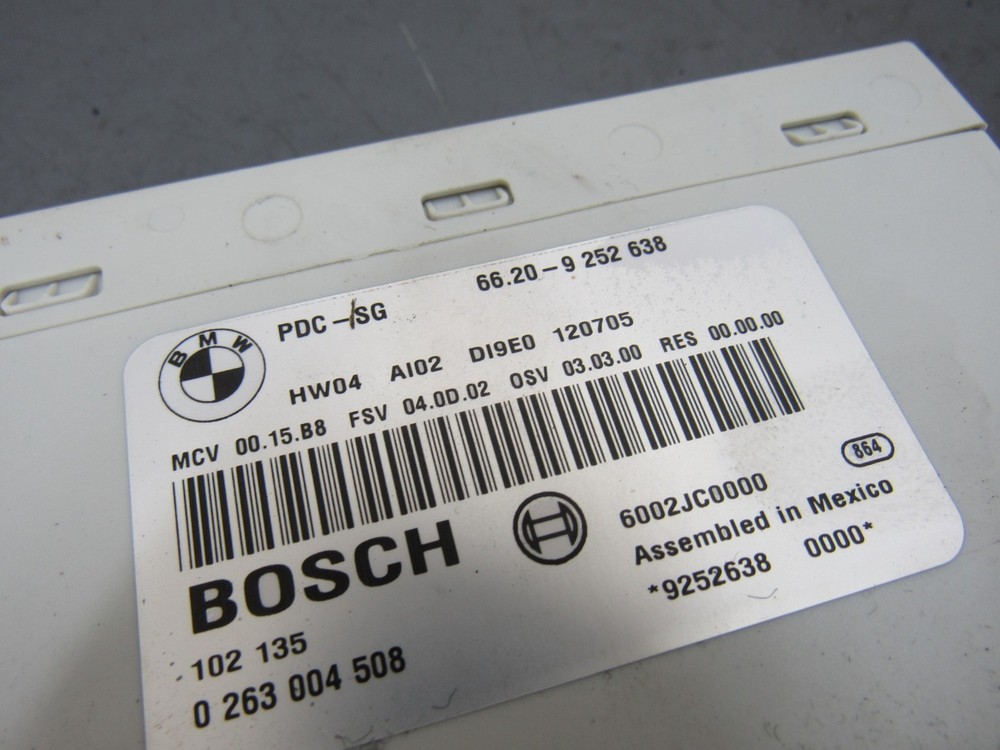 66.20-9 252 638
PDC-/SG
BMW
HW04 AI02 DI9E0 120705
MCV 00.15.B8 FSV 04.0D.02 OSV 03.03.00 RES 00.00.00
864
BOSCH
6002JC0000
Assembled in Mexico
*9252638 0000*
102 135
0 263 004 508